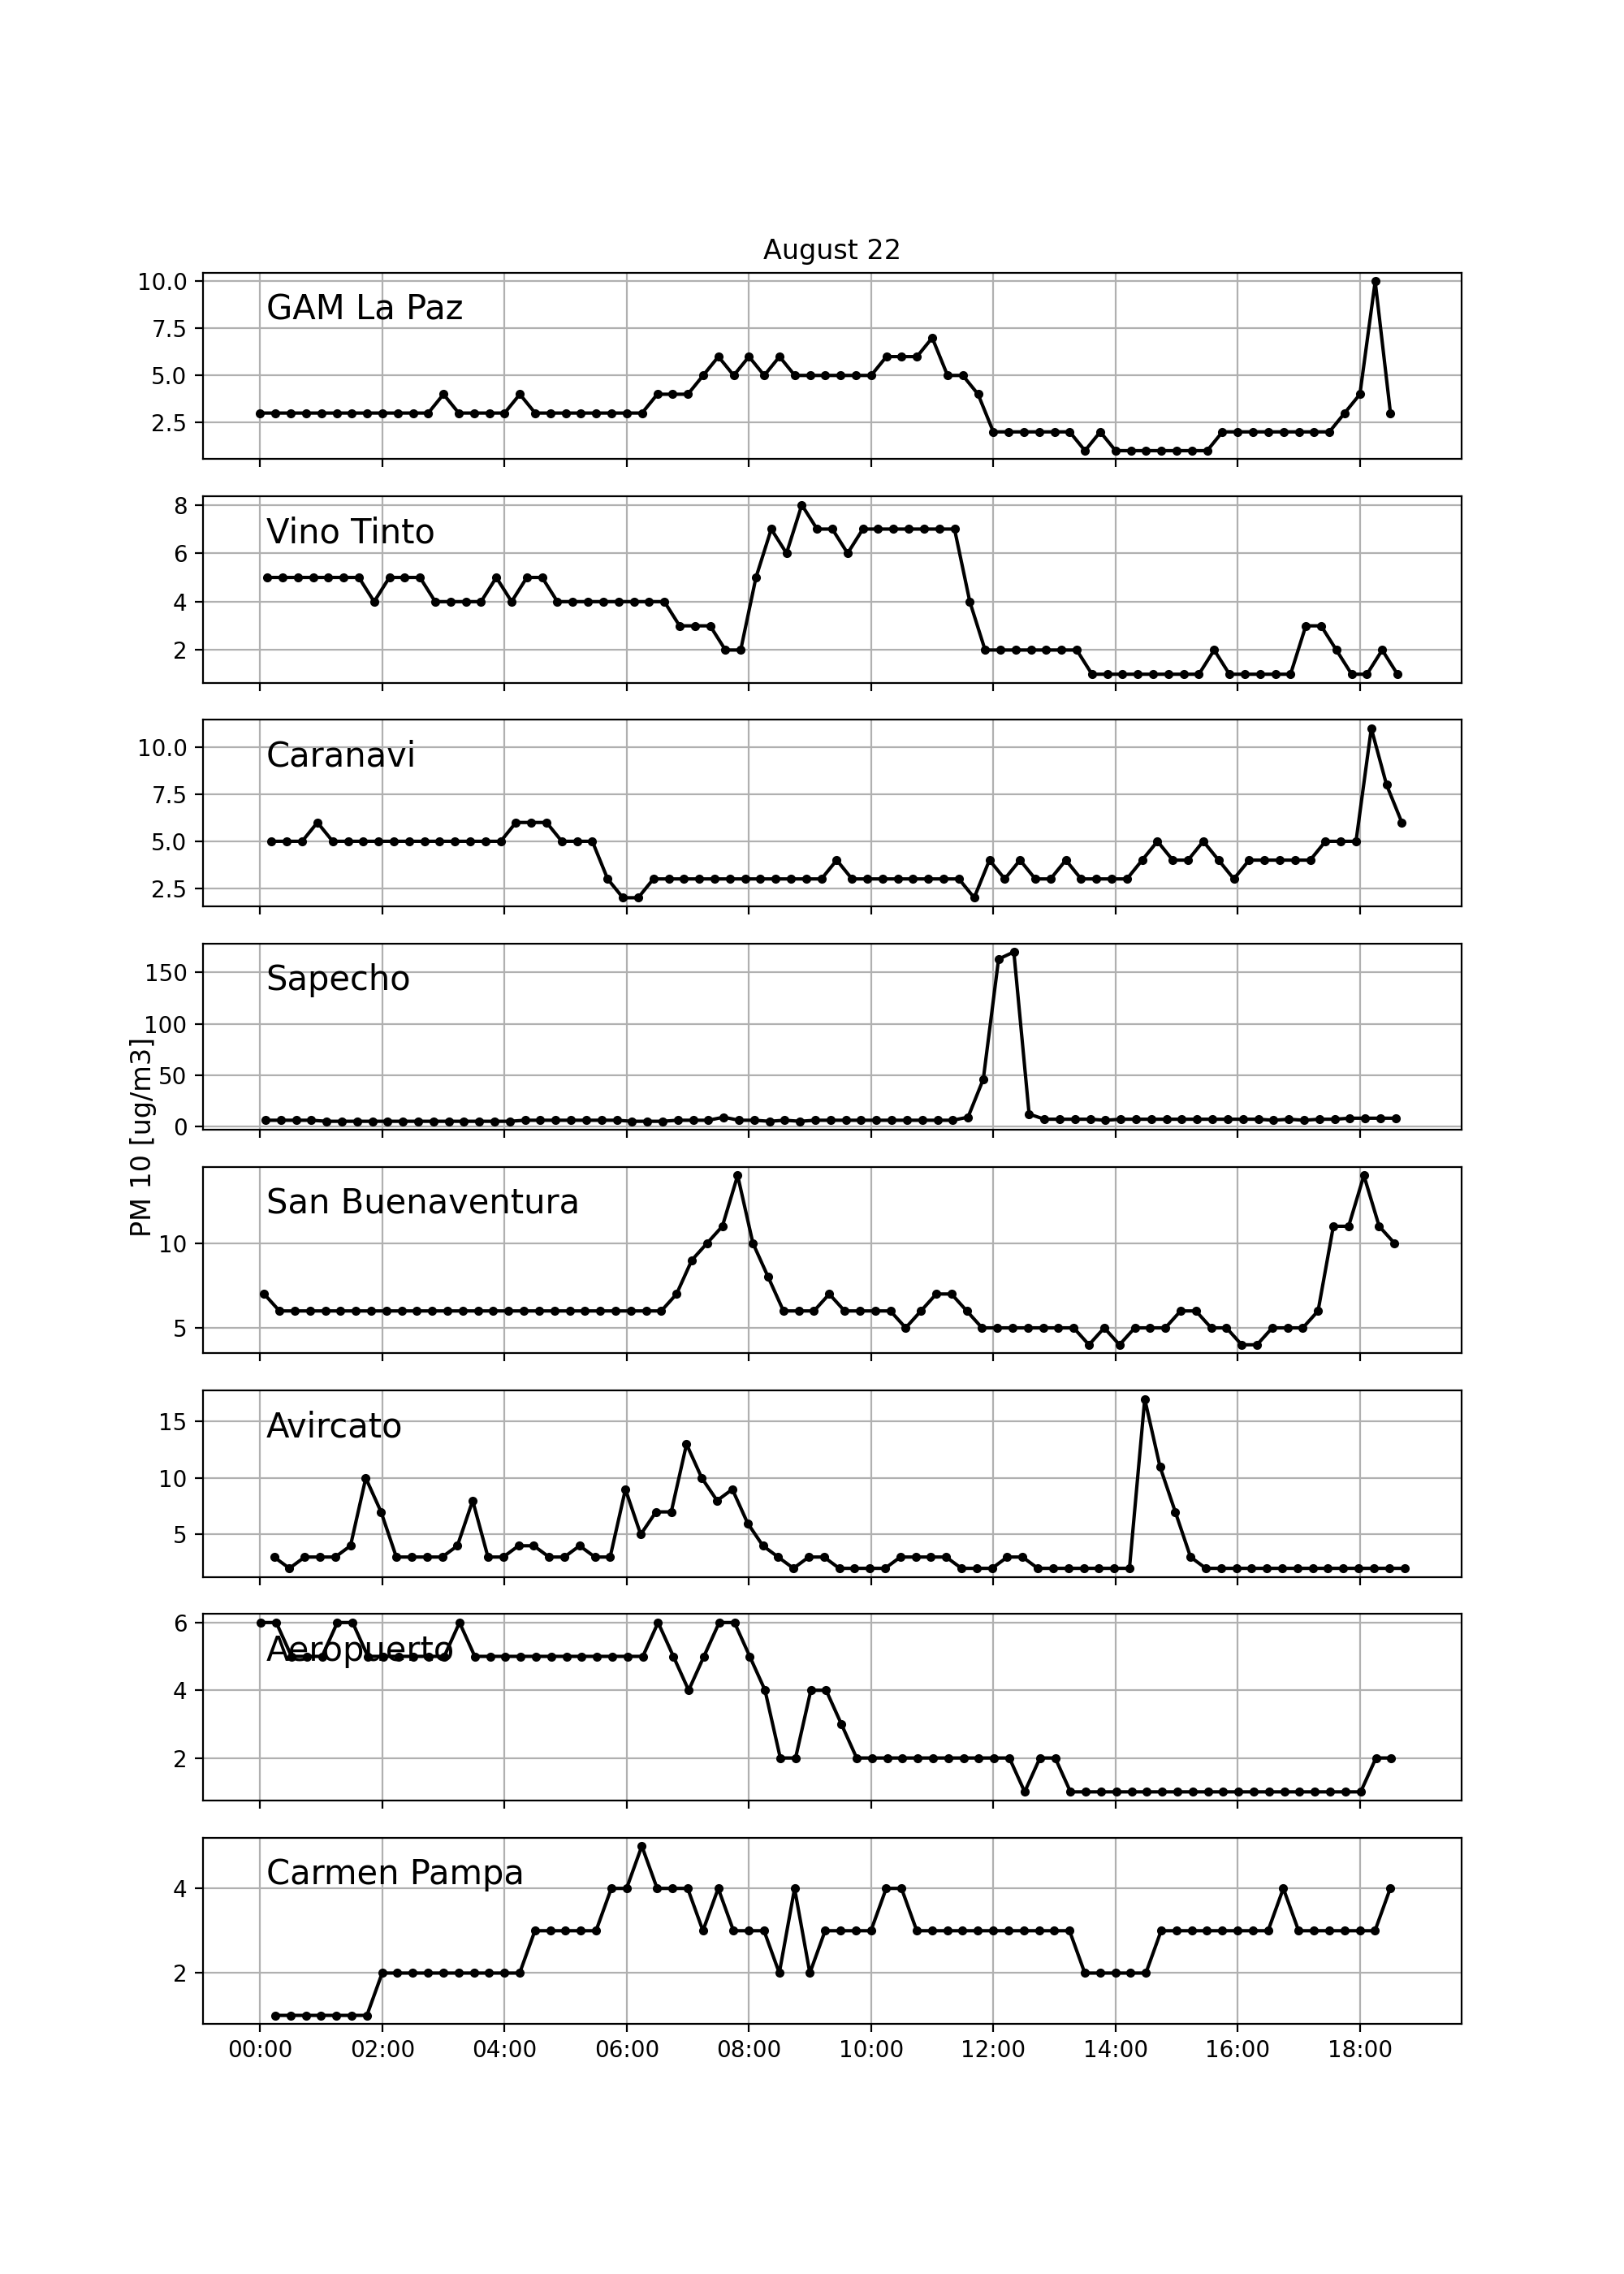 August 22
PM 10 [ug/m3]
GAM La Paz
10.0
7.5
5.0
2.5
Vino Tinto
8
6
4
2
Caranavi
10.0
7.5
5.0
2.5
Sapecho
150
100
50
0
San Buenaventura
10
5
Avircato
15
10
5
Aeropuerto
6
4
2
Carmen Pampa
4
2
00:00 02:00 04:00 06:00 08:00 10:00 12:00 14:00 16:00 18:00